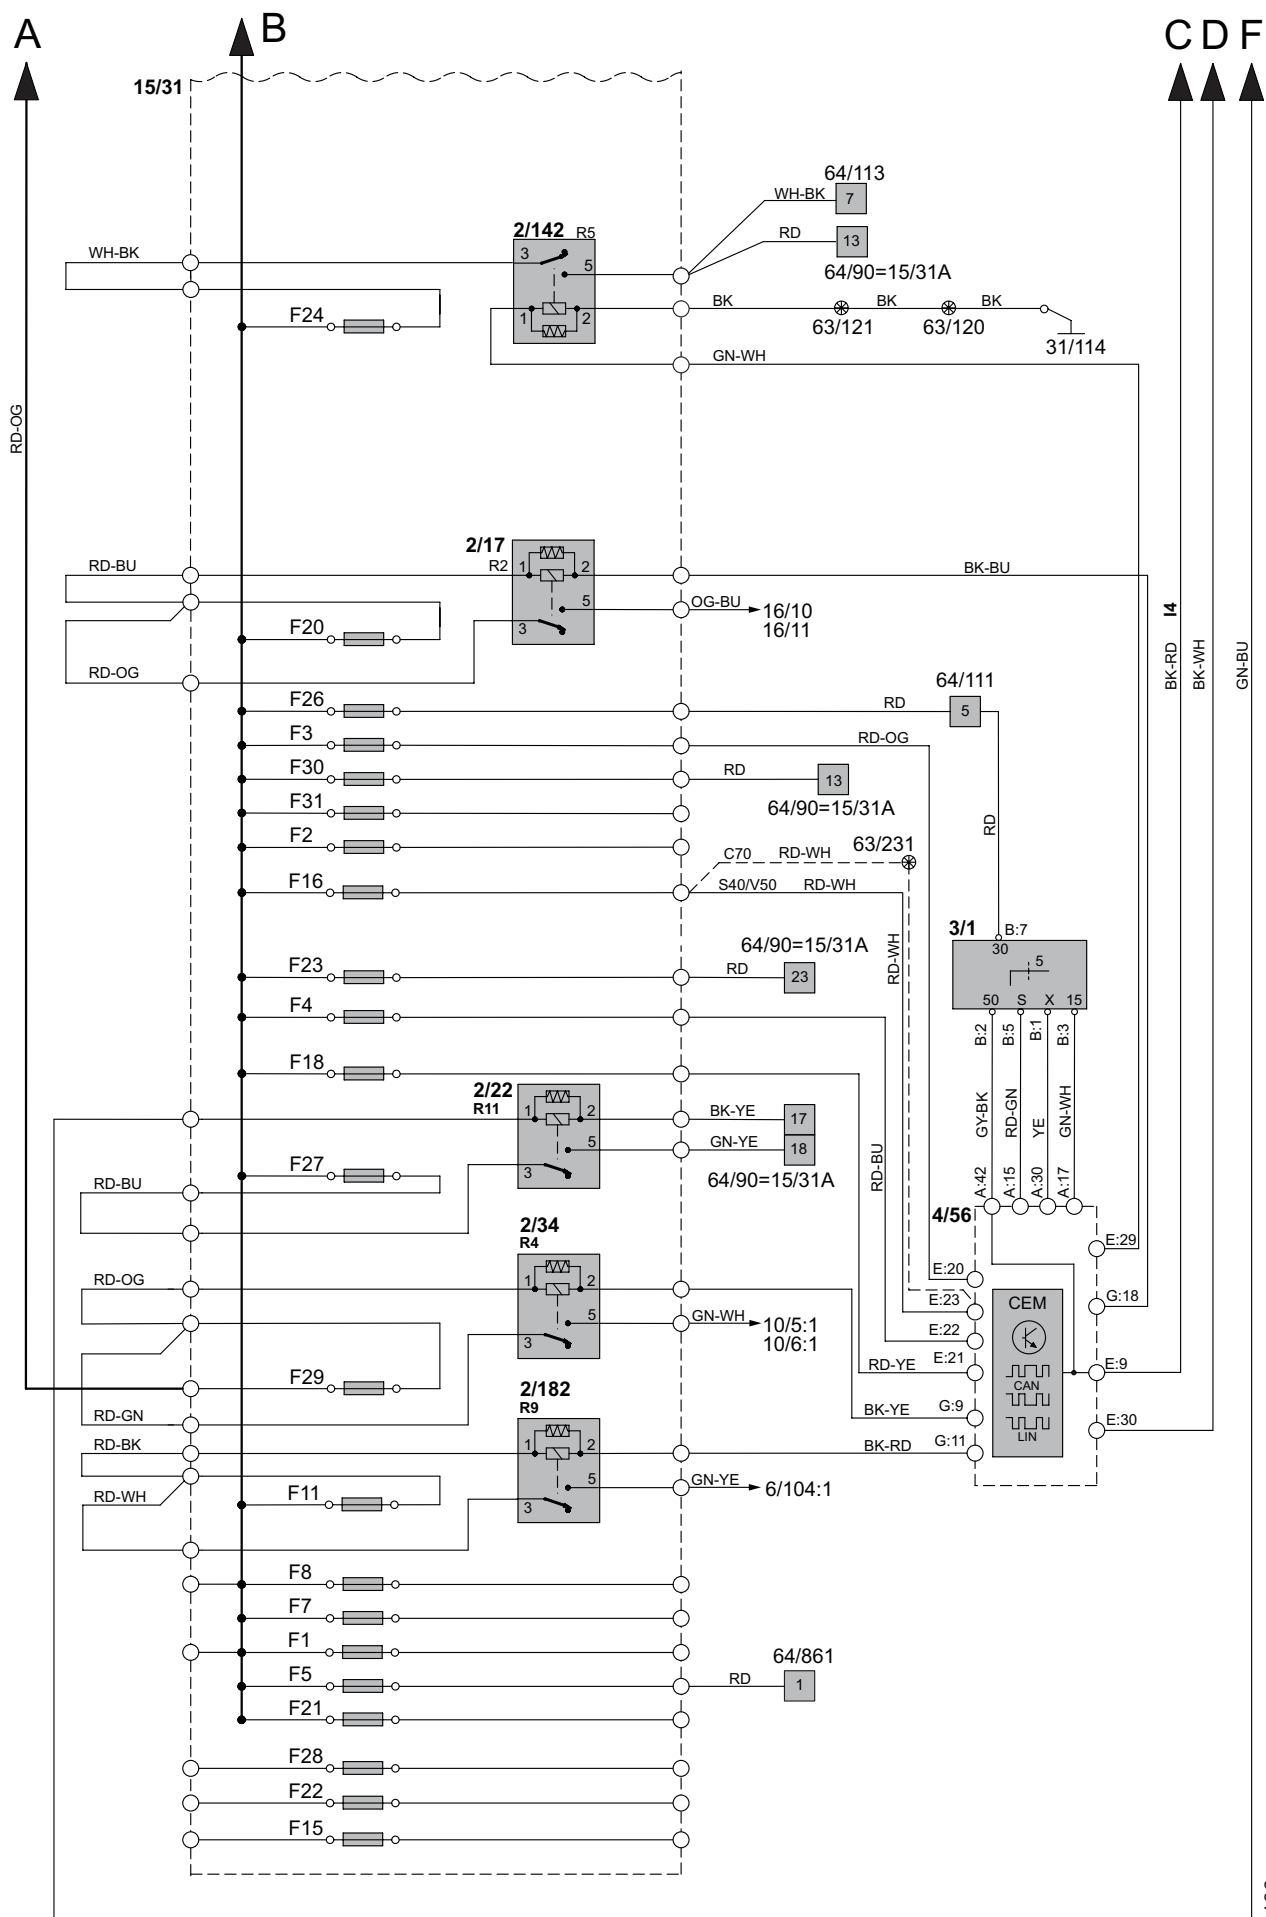 A
B
C D F
15/31
64/113
WH-BK
7
2/142 R5
RD
13
WH-BK
3
5
64/90=15/31A
F24
1
2
BK
BK
BK
63/121
63/120
31/114
GN-WH
RD-OG
2/17
RD-BU
R2
1
2
BK-BU
5
OG-BU
16/10
16/11
F20
3
RD-OG
I4
BK-RD
BK-WH
GN-BU
F26
RD
64/111
5
F3
RD-OG
F30
RD
13
F31
64/90=15/31A
RD
F2
63/231
C70
RD-WH
F16
S40/V50
RD-WH
3/1
B:7
30
5
50
S
X
15
64/90=15/31A
RD-WH
F23
RD
23
F4
B:2
B:5
B:1
B:3
F18
2/22
R11
1
2
BK-YE
17
GY-BK
RD-GN
YE
GN-WH
5
GN-YE
18
RD-BU
F27
3
64/90=15/31A
RD-BU
A:42
A:15
A:30
A:17
4/56
2/34
R4
E:29
RD-OG
1
2
E:20
5
GN-WH
10/5:1
10/6:1
E:23
CEM
G:18
3
E:22
F29
RD-YE
E:21
E:9
CAN
2/182
R9
RD-GN
BK-YE
G:9
LIN
E:30
RD-BK
1
2
BK-RD
G:11
5
GN-YE
6/104:1
RD-WH
F11
3
F8
F7
F1
64/861
F5
RD
1
F21
F28
F22
F15